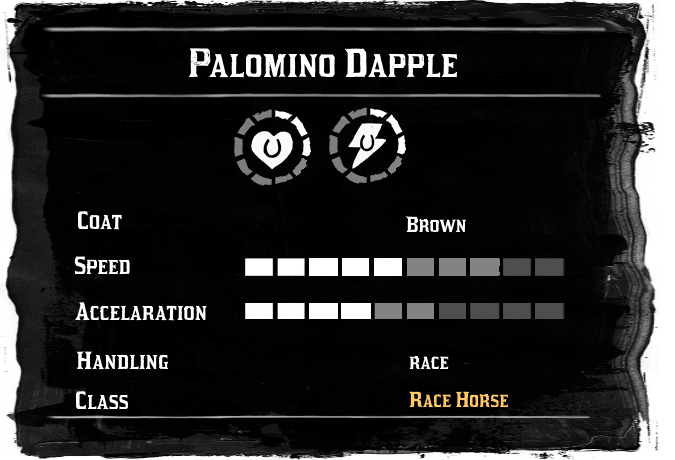 Palomino Dapple
Coat Brown
Speed
Accelaration
Handling race
Class Race Horse